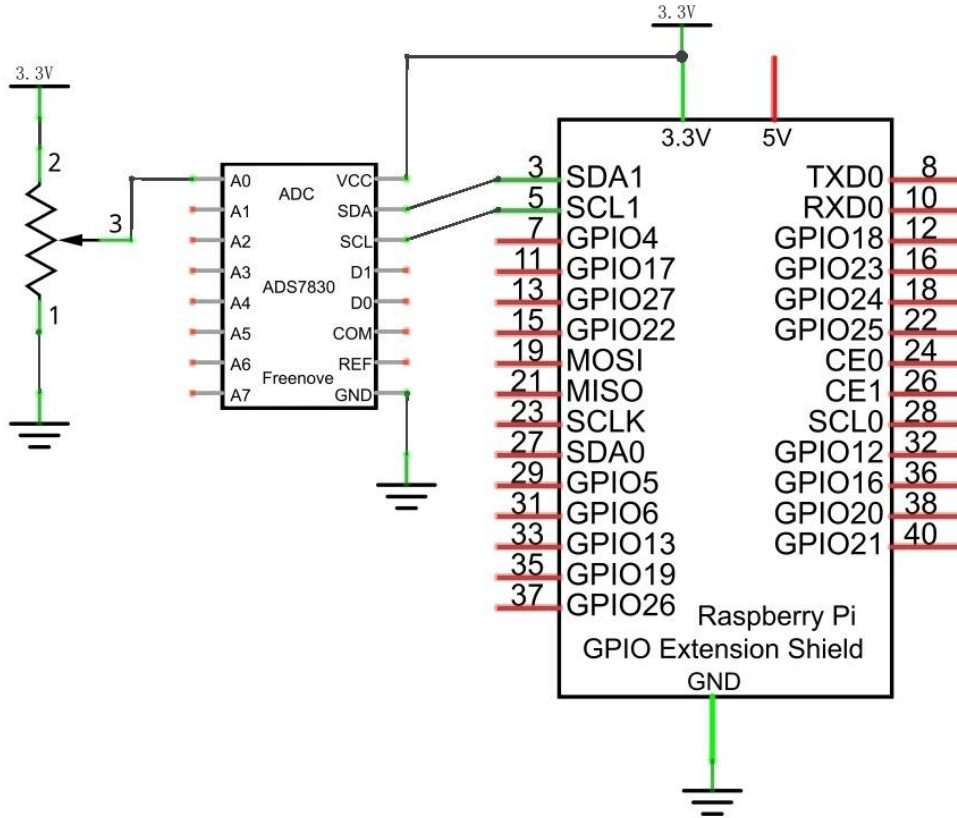 3.3V
3.3V
2
3
1
ADC
ADS7830
Freenove
A0
A1
A2
A3
A4
A5
A6
A7
VCC
SDA
SCL
D1
D0
COM
REF
GND
3.3V 5V
3 SDA1 TXD0 8
5 SCL1 RXD0 10
7 GPIO4 GPIO18 12
11 GPIO17 GPIO23 16
13 GPIO27 GPIO24 18
15 GPIO22 GPIO25 22
19 MOSI CE0 24
21 MISO CE1 26
23 SCLK SCL0 28
27 SDA0 GPIO12 32
29 GPIO5 GPIO16 36
31 GPIO6 GPIO20 38
33 GPIO13 GPIO21 40
35 GPIO19
37 GPIO26
Raspberry Pi
GPIO Extension Shield
GND